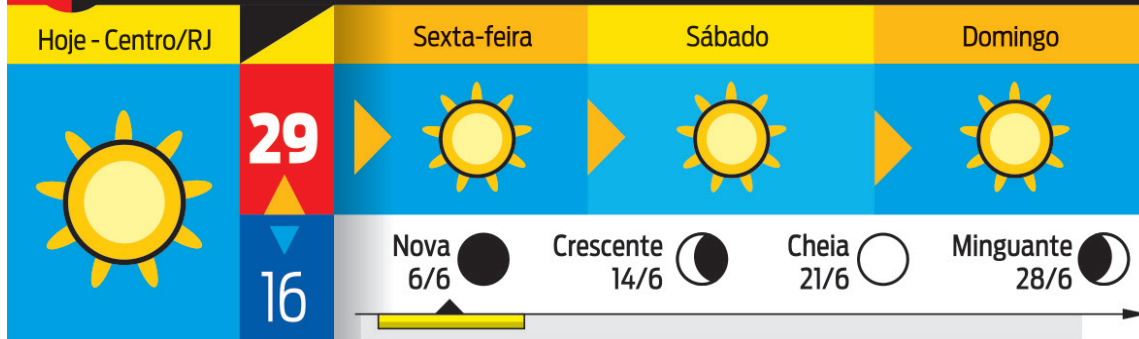 Hoje - Centro/RJ
29
16
Sexta-feira
Sábado
Domingo
Nova
6/6
Crescente
14/6
Cheia
21/6
Minguante
28/6